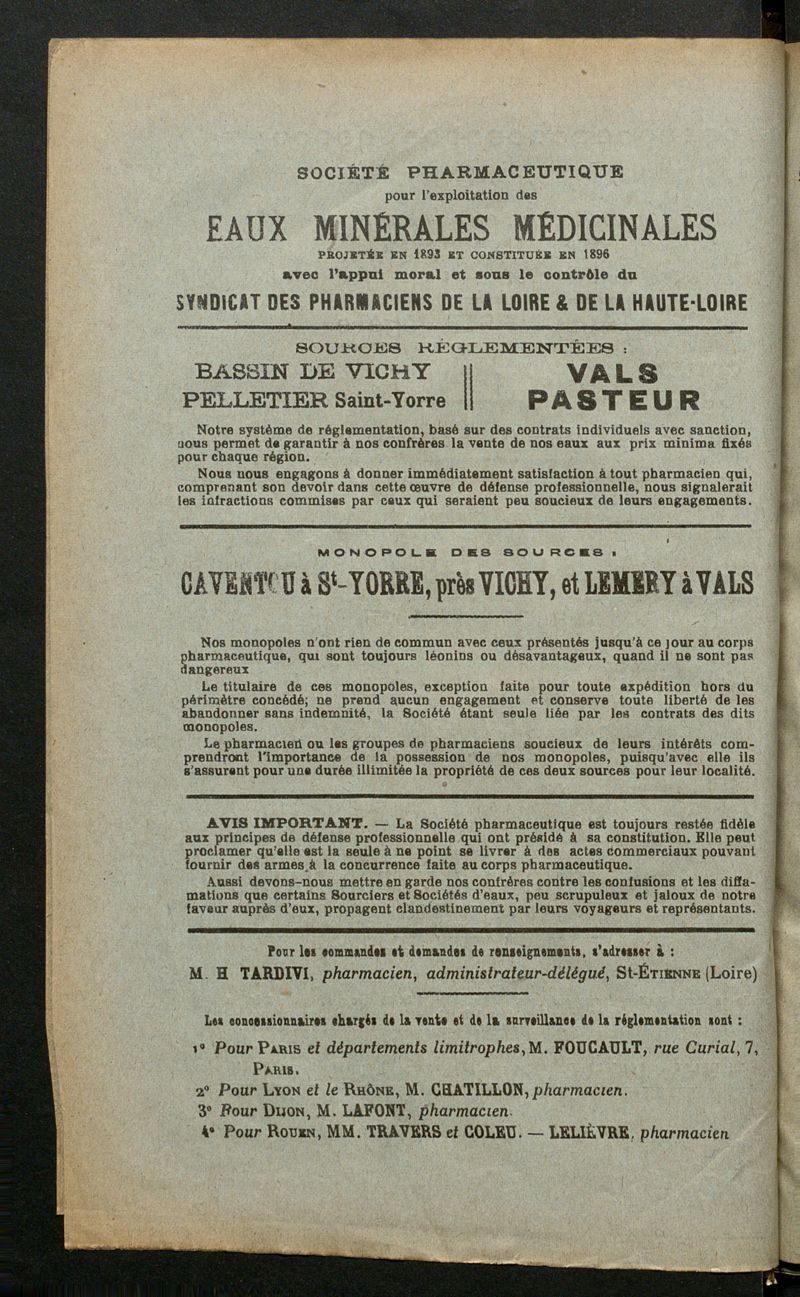 SOCIÉTÉ PHARMACEUTIQUE
pour l'exploitation des
EAUX MINÉRALES MÉDICINALES
PROJETÉE EN 1893 ET CONSTITUÉE EN 1896
avec l'appui moral et sous le contrôle du
SYNDICAT DES PHARMACIENS DE LA LOIRE & DE LA HAUTE-LOIRE
SOURCES RÉGLEMENTÉES :
BASSIN DE VICHY
PELLETIER Saint-Yorre
VALS
PASTEUR
Notre système de réglementation, basé sur des contrats individuels avec sanction,
nous permet de garantir à nos confrères la vente de nos eaux aux prix minima fixés
pour chaque région.
Nous nous engageons à donner immédiatement satisfaction à tout pharmacien qui,
comprenant son devoir dans cette œuvre de défense professionnelle, nous signalerait
les infractions commises par ceux qui seraient peu soucieux de leurs engagements.
MONOPOLE DES SOURCES :
CAVENTOU à St-YORRE, près VICHY, et LEMERY à VALS
Nos monopoles n'ont rien de commun avec ceux présentés jusqu'à ce jour au corps
pharmaceutique, qui sont toujours léonins ou désavantageux, quand il ne sont pas
dangereux
Le titulaire de ces monopoles, exception faite pour toute expédition hors du
périmètre concédé; ne prend aucun engagement et conserve toute liberté de les
abandonner sans indemnité, la Société étant seule liée par les contrats des dits
monopoles.
Le pharmacien ou les groupes de pharmaciens soucieux de leurs intérêts com-
prendront l'importance de la possession de nos monopoles, puisqu'avec elle ils
s'assurent pour une durée illimitée la propriété de ces deux sources pour leur localité.
AVIS IMPORTANT. — La Société pharmaceutique est toujours restée fidèle
aux principes de défense professionnelle qui ont présidé à sa constitution. Elle peut
proclamer qu'elle est la seule à ne point se livrer à des actes commerciaux pouvant
fournir des armes à la concurrence faite au corps pharmaceutique.
Aussi devons-nous mettre en garde nos confrères contre les confusions et les diffa-
mations que certains Sourciers et Sociétés d'eaux, peu scrupuleux et jaloux de notre
faveur auprès d'eux, propagent clandestinement par leurs voyageurs et représentants.
Pour les commandes et demandes de renseignements, s'adresser à :
M. H TARDIVI, pharmacien, administrateur-délégué, St-ÉTIENNE (Loire)
Les concessionnaires chargés de la vente et de la surveillance de la réglementation sont :
1° Pour PARIS et départements limitrophes, M. FOUCAULT, rue Curial, 7,
PARIS.
2° Pour LYON et le RHÔNE, M. CHATILLON, pharmacien.
3° Pour DIJON, M. LAFONT, pharmacien.
4° Pour ROUEN, MM. TRAVERS et COLEU. — LELIÈVRE, pharmacien